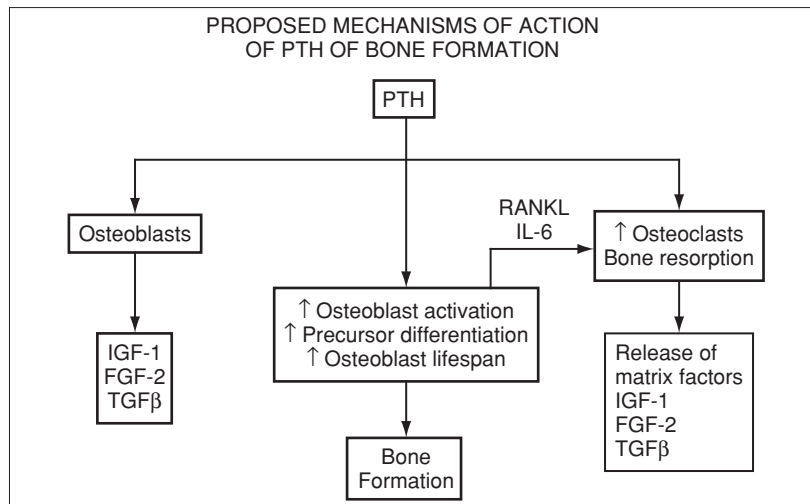 PROPOSED MECHANISMS OF ACTION
OF PTH OF BONE FORMATION
PTH
Osteoblasts
RANKL
IL-6
↑ Osteoclasts
Bone resorption
↑ Osteoblast activation
↑ Precursor differentiation
↑ Osteoblast lifespan
IGF-1
FGF-2
TGFβ
Release of
matrix factors
IGF-1
FGF-2
TGFβ
Bone
Formation